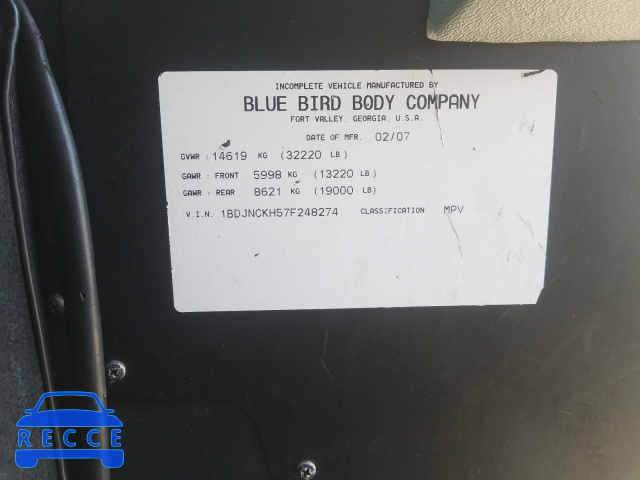 INCOMPLETE VEHICLE MANUFACTURED BY
BLUE BIRD BODY COMPANY
FORT VALLEY, GEORGIA, U.S.A.
DATE OF MFR. 02/07
GVWR : 14619 KG (32220 LB)
GAWR : FRONT 5998 KG (13220 LB)
GAWR : REAR 8621 KG (19000 LB)
V.I.N. 1BDJNCKH57F248274 CLASSIFICATION MPV
RECCE